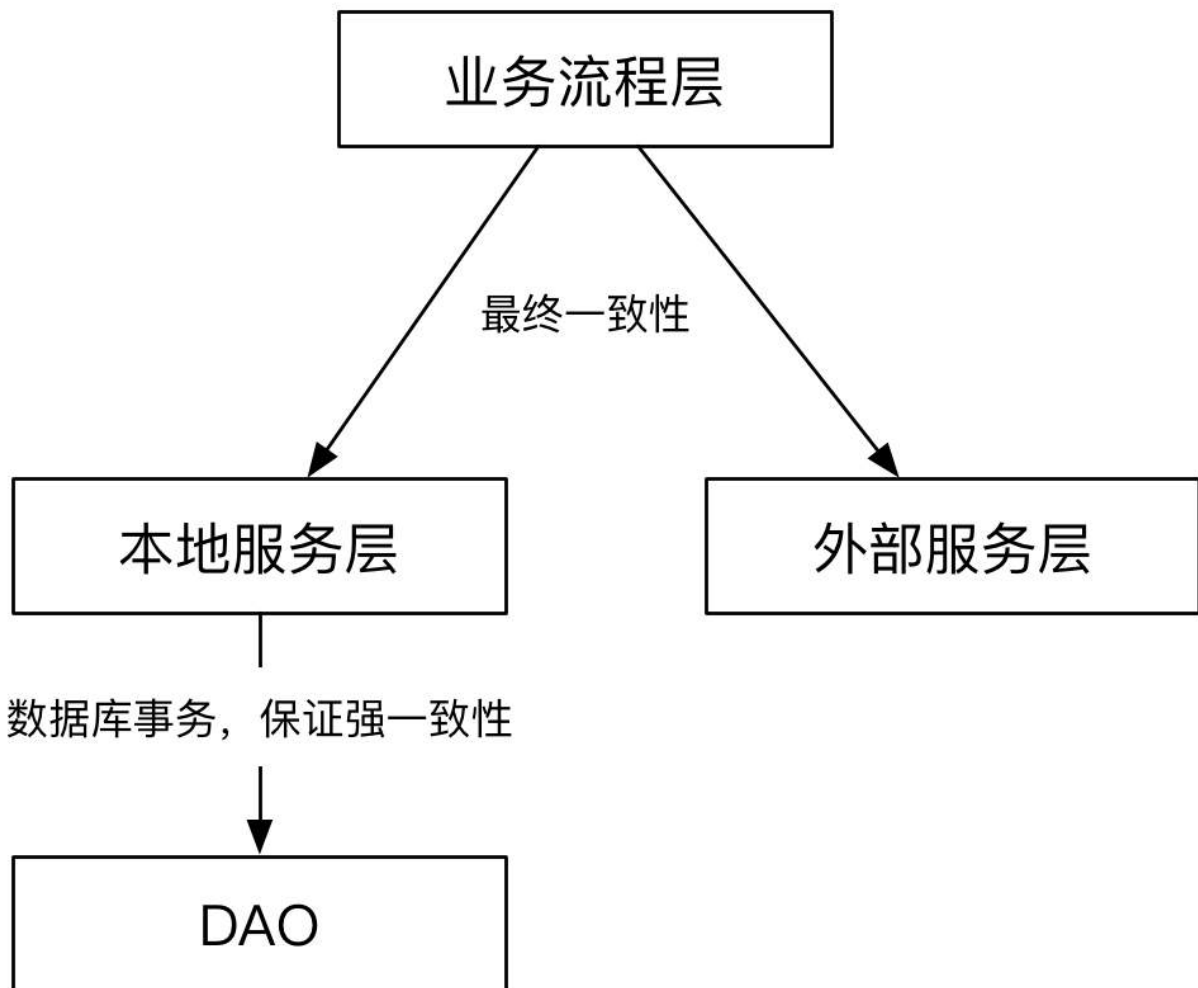 业务流程层
最终一致性
本地服务层
外部服务层
数据库事务，保证强一致性
DAO